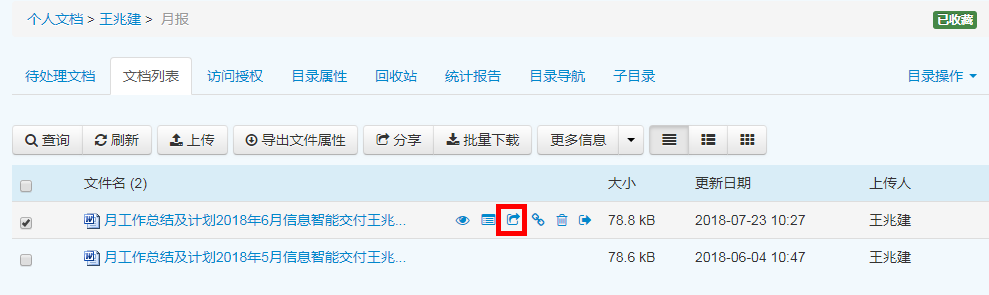 个人文档 > 王兆建 > 月报 已收藏
待处理文档 文档列表 访问授权 目录属性 回收站 统计报告 目录导航 子目录 目录操作
查询 刷新 上传 导出文件属性 分享 批量下载 更多信息
文件名 (2) 大小 更新日期 上传人
月工作总结及计划2018年6月信息智能交付王兆... 78.8 kB 2018-07-23 10:27 王兆建
月工作总结及计划2018年5月信息智能交付王兆... 78.6 kB 2018-06-04 10:47 王兆建